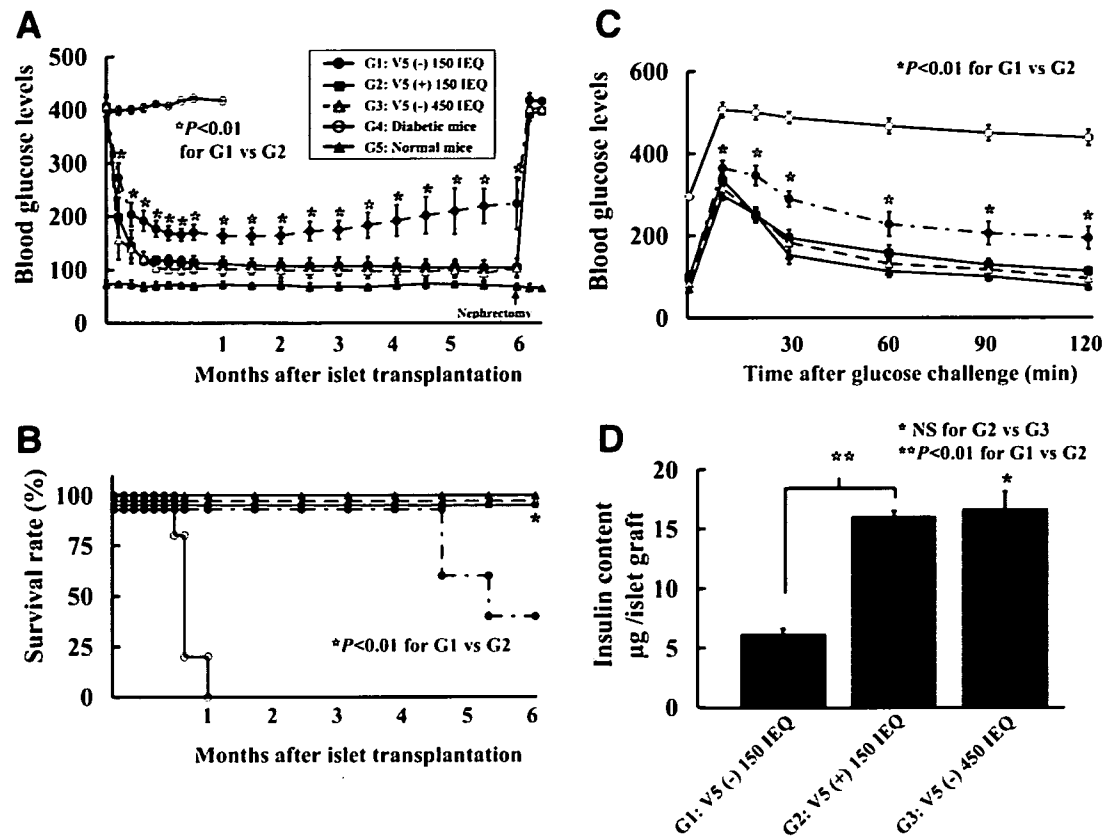 A
Blood glucose levels
500
400
300
200
100
0
G1: V5 (-) 150 IEQ
G2: V5 (+) 150 IEQ
G3: V5 (-) 450 IEQ
G4: Diabetic mice
G5: Normal mice
*P<0.01
for G1 vs G2
Nephrectomy
1 2 3 4 5 6
Months after islet transplantation
C
Blood glucose levels
600
400
200
0
*P<0.01 for G1 vs G2
30 60 90 120
Time after glucose challenge (min)
B
Survival rate (%)
100
75
50
25
0
*
*P<0.01 for G1 vs G2
1 2 3 4 5 6
Months after islet transplantation
D
* NS for G2 vs G3
**P<0.01 for G1 vs G2
Insulin content
µg /islet graft
20
15
10
5
0
**
*
G1: V5 (-) 150 IEQ
G2: V5 (+) 150 IEQ
G3: V5 (-) 450 IEQ